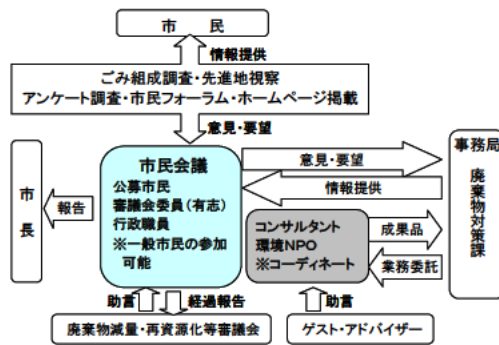 市　民
情報提供
ごみ組成調査・先進地視察
アンケート調査・市民フォーラム・ホームページ掲載
意見・要望
市民会議
公募市民
審議会委員(有志)
行政職員
※一般市民の参加
可能
報告
市長
意見・要望
情報提供
事務局
廃棄物対策課
コンサルタント
環境NPO
※コーディネート
成果品
業務委託
助言
経過報告
助言
廃棄物減量・再資源化等審議会
ゲスト・アドバイザー